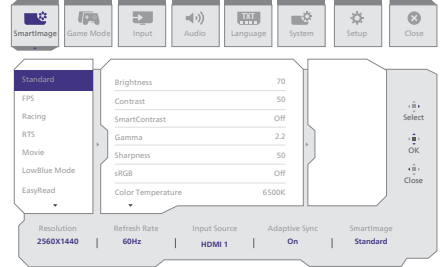 TXT
SmartImage Game Mode Input Audio Language System Setup Close
Standard
FPS
Racing
RTS
Movie
LowBlue Mode
EasyRead
Brightness 70
Contrast 50
SmartContrast Off
Gamma 2.2
Sharpness 50
sRGB Off
Color Temperature 6500K
Select
OK
Close
Resolution Refresh Rate Input Source Adaptive Sync SmartImage
2560X1440 | 60Hz | HDMI 1 | On | Standard